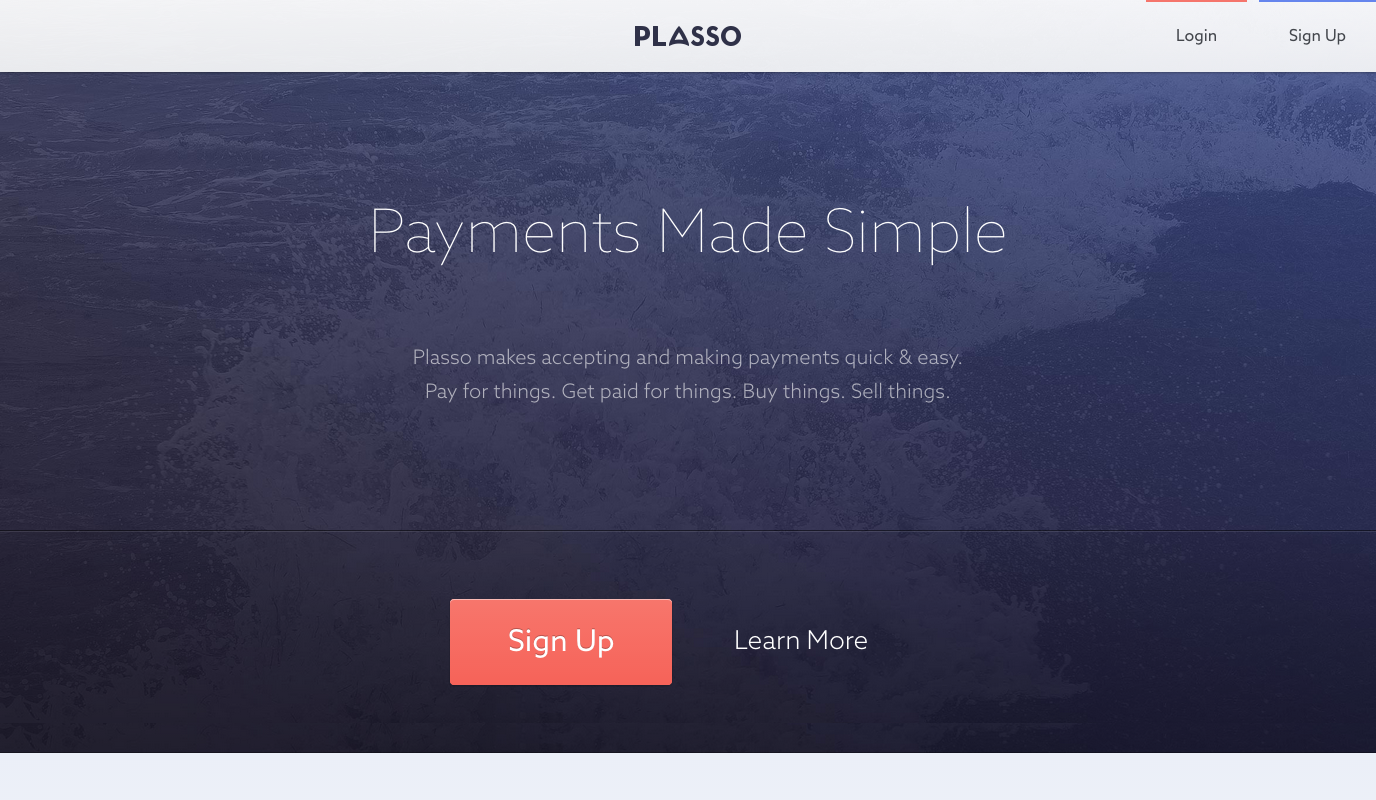 PLASSO
Login
Sign Up
Payments Made Simple
Plasso makes accepting and making payments quick & easy.
Pay for things. Get paid for things. Buy things. Sell things.
Sign Up
Learn More